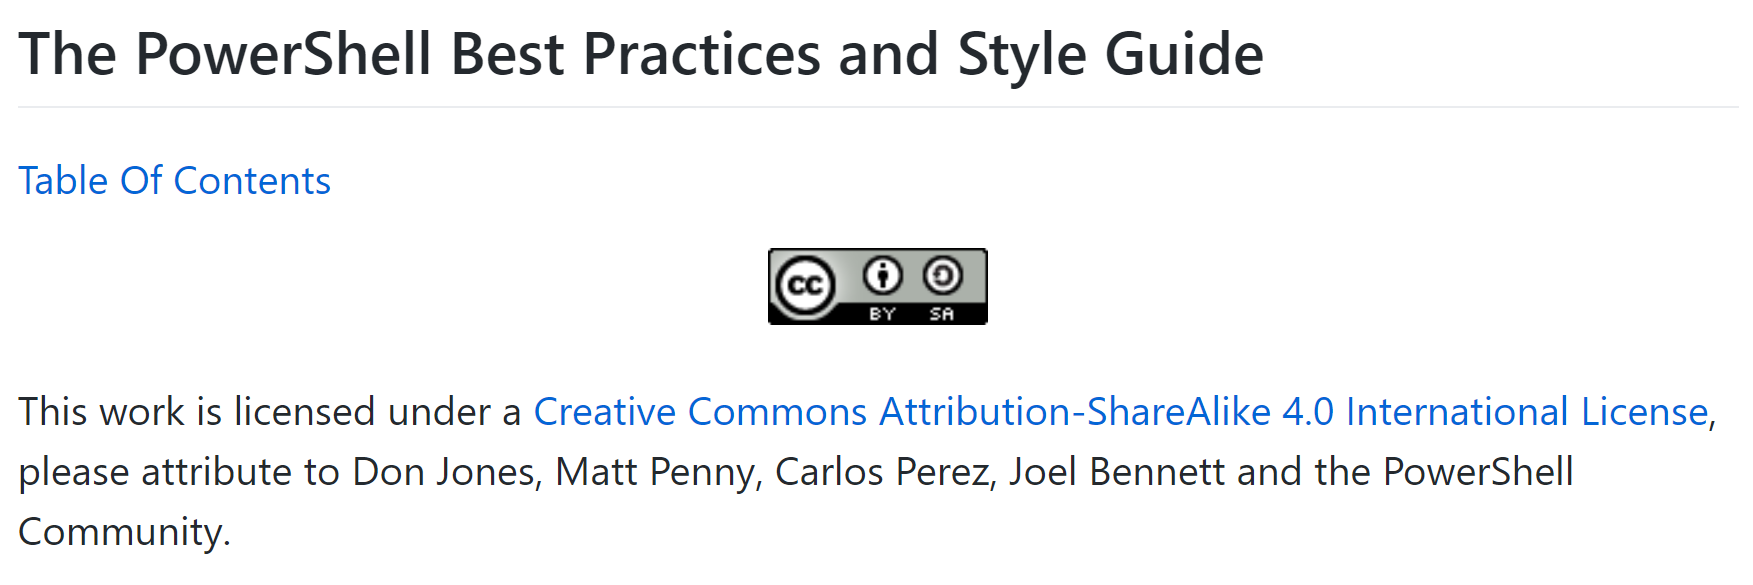 The PowerShell Best Practices and Style Guide
Table Of Contents
cc BY SA
This work is licensed under a Creative Commons Attribution-ShareAlike 4.0 International License,
please attribute to Don Jones, Matt Penny, Carlos Perez, Joel Bennett and the PowerShell
Community.